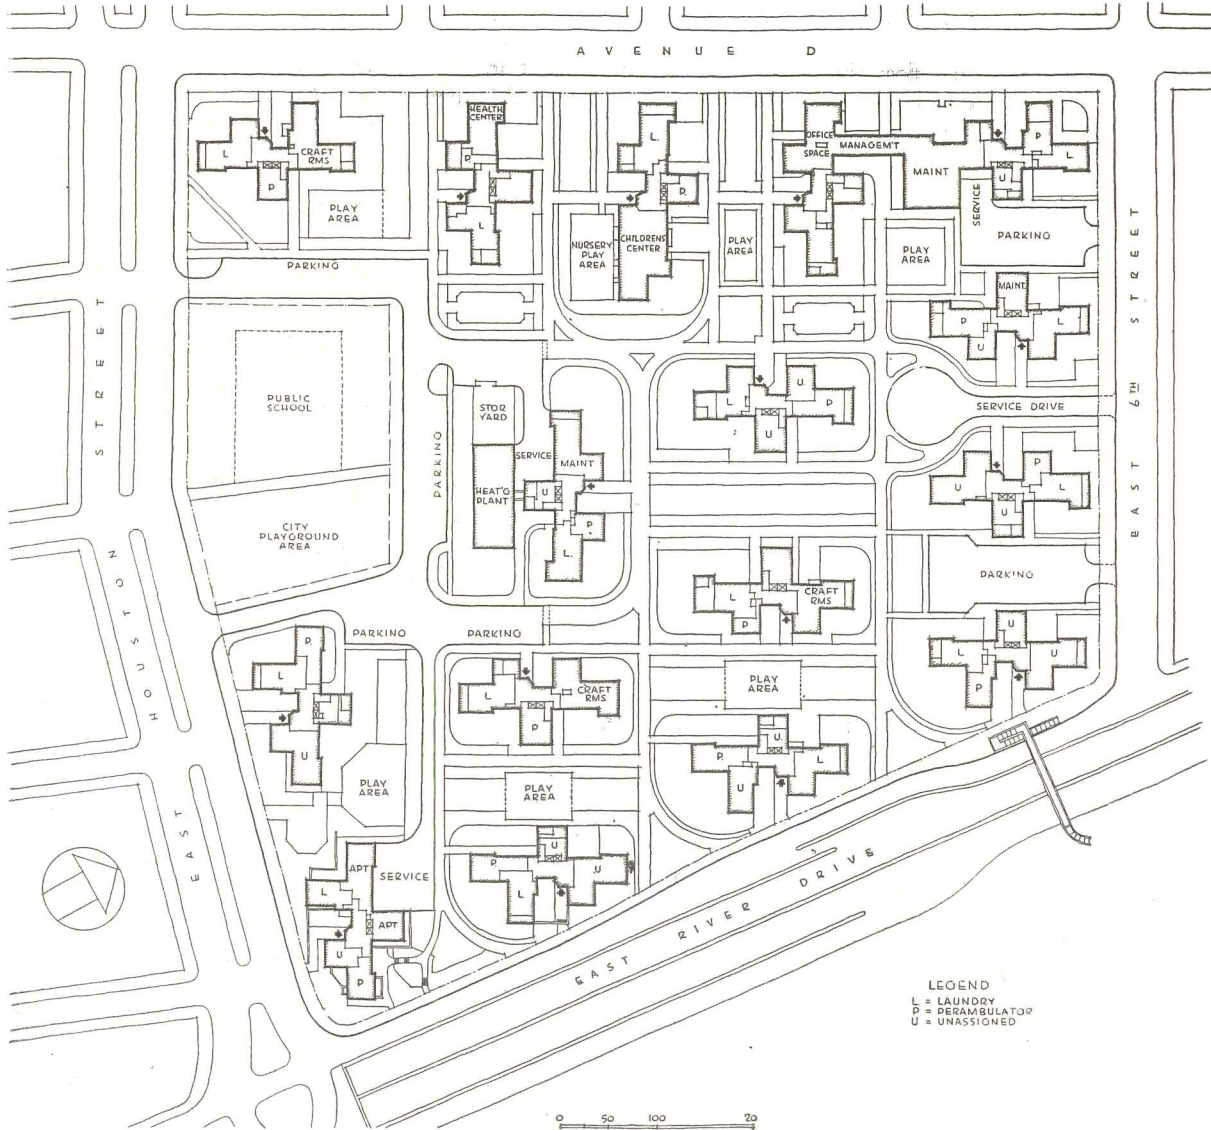 AVENUE D
HEALTH
CENTER
L
CRAFT
RMS
P
PLAY
AREA
PARKING
P
L
L
P
NURSERY
PLAY
AREA
CHILDRENS
CENTER
PLAY
AREA
OFFICE
SPACE
MANAGEM'T
MAINT
P
L
U
SERVICE
PARKING
PLAY
AREA
EAST 6TH STREET
MAINT.
P
L
U
STREET
PUBLIC
SCHOOL
CITY
PLAYGROUND
AREA
PARKING
STOR
YARD
SERVICE
HEAT'G
PLANT
MAINT
U
P
L
L
U
P
U
SERVICE DRIVE
P
U
L
U
PARKING
L
CRAFT
RMS
P
U
L
U
P
HOUSTON
PARKING
PARKING
P
L
U
PLAY
AREA
L
CRAFT
RMS
P
PLAY
AREA
PLAY
AREA
U
P
L
U
U
P
U
L
EAST
APT
SERVICE
L
APT
U
P
EAST RIVER DRIVE
LEGEND
L = LAUNDRY
P = PERAMBULATOR
U = UNASSIGNED
0 50 100 20